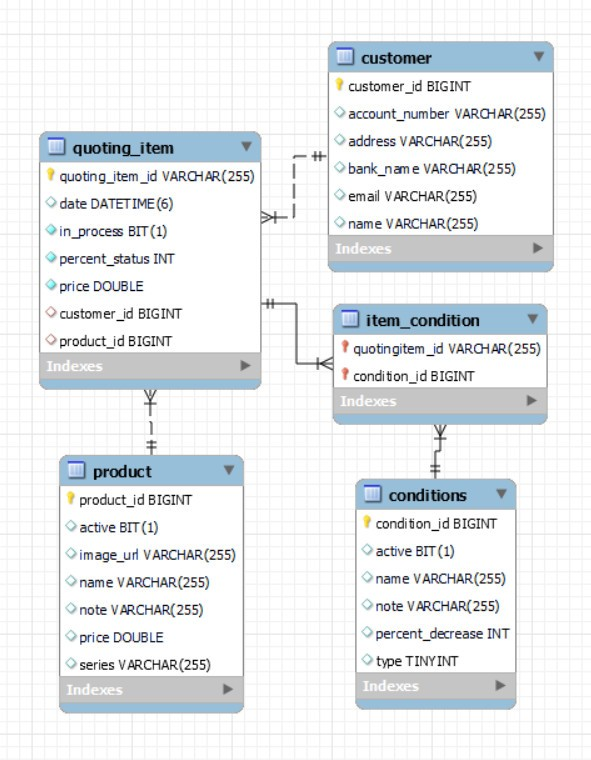 customer
customer_id BIGINT
account_number VARCHAR(255)
address VARCHAR(255)
bank_name VARCHAR(255)
email VARCHAR(255)
name VARCHAR(255)
Indexes
quoting_item
quoting_item_id VARCHAR(255)
date DATETIME(6)
in_process BIT(1)
percent_status INT
price DOUBLE
customer_id BIGINT
product_id BIGINT
Indexes
item_condition
quotingitem_id VARCHAR(255)
condition_id BIGINT
Indexes
product
product_id BIGINT
active BIT(1)
image_url VARCHAR(255)
name VARCHAR(255)
note VARCHAR(255)
price DOUBLE
series VARCHAR(255)
Indexes
conditions
condition_id BIGINT
active BIT(1)
name VARCHAR(255)
note VARCHAR(255)
percent_decrease INT
type TINYINT
Indexes